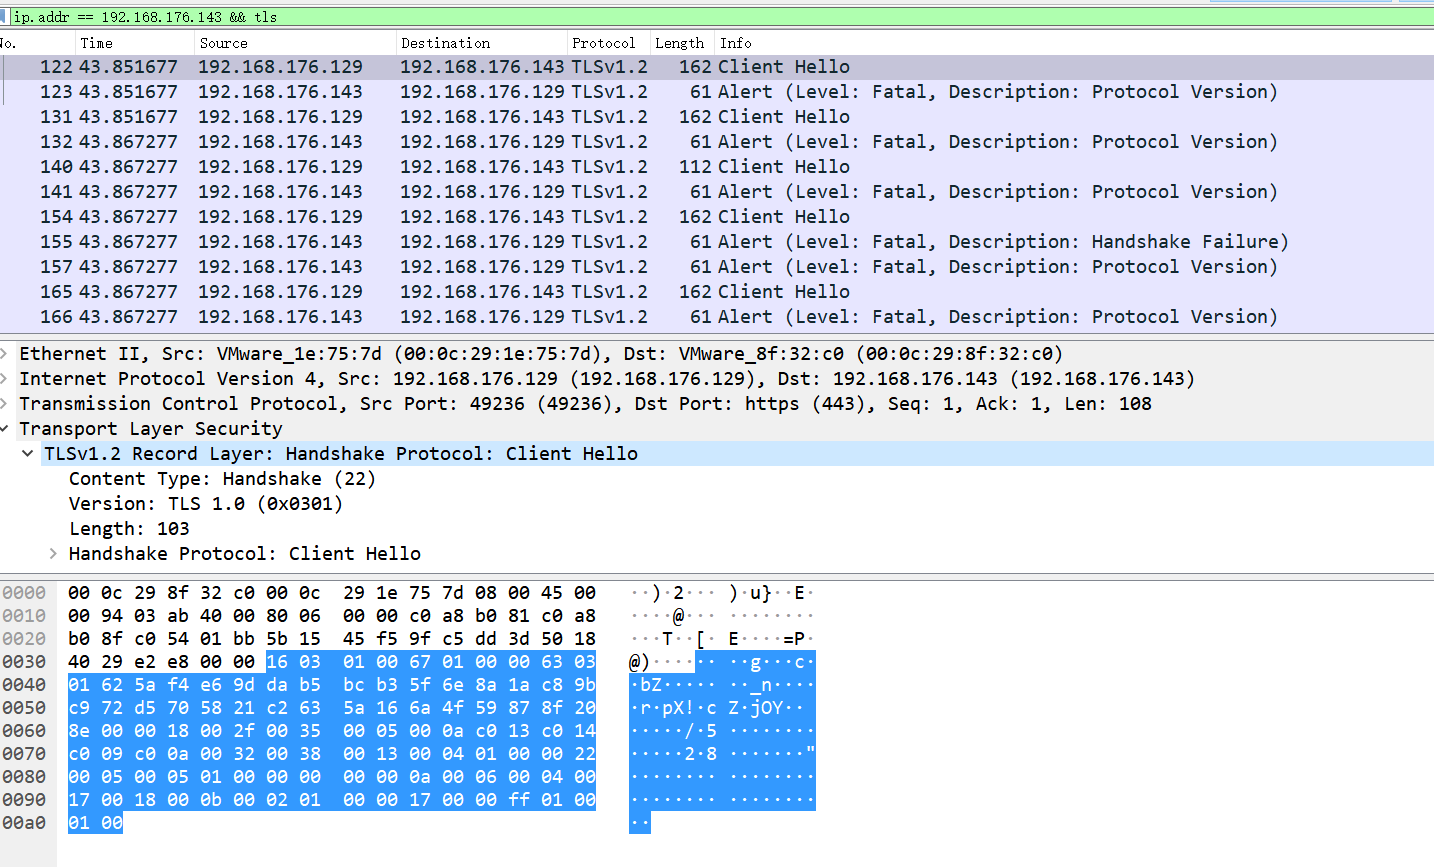 ip.addr == 192.168.176.143 && tls
No. Time Source Destination Protocol Length Info
122 43.851677 192.168.176.129 192.168.176.143 TLSv1.2 162 Client Hello
123 43.851677 192.168.176.143 192.168.176.129 TLSv1.2 61 Alert (Level: Fatal, Description: Protocol Version)
131 43.851677 192.168.176.129 192.168.176.143 TLSv1.2 162 Client Hello
132 43.867277 192.168.176.143 192.168.176.129 TLSv1.2 61 Alert (Level: Fatal, Description: Protocol Version)
140 43.867277 192.168.176.129 192.168.176.143 TLSv1.2 112 Client Hello
141 43.867277 192.168.176.143 192.168.176.129 TLSv1.2 61 Alert (Level: Fatal, Description: Protocol Version)
154 43.867277 192.168.176.129 192.168.176.143 TLSv1.2 162 Client Hello
155 43.867277 192.168.176.143 192.168.176.129 TLSv1.2 61 Alert (Level: Fatal, Description: Handshake Failure)
157 43.867277 192.168.176.143 192.168.176.129 TLSv1.2 61 Alert (Level: Fatal, Description: Protocol Version)
165 43.867277 192.168.176.129 192.168.176.143 TLSv1.2 162 Client Hello
166 43.867277 192.168.176.143 192.168.176.129 TLSv1.2 61 Alert (Level: Fatal, Description: Protocol Version)
Ethernet II, Src: VMware_1e:75:7d (00:0c:29:1e:75:7d), Dst: VMware_8f:32:c0 (00:0c:29:8f:32:c0)
Internet Protocol Version 4, Src: 192.168.176.129 (192.168.176.129), Dst: 192.168.176.143 (192.168.176.143)
Transmission Control Protocol, Src Port: 49236 (49236), Dst Port: https (443), Seq: 1, Ack: 1, Len: 108
Transport Layer Security
TLSv1.2 Record Layer: Handshake Protocol: Client Hello
Content Type: Handshake (22)
Version: TLS 1.0 (0x0301)
Length: 103
Handshake Protocol: Client Hello
0000 00 0c 29 8f 32 c0 00 0c 29 1e 75 7d 08 00 45 00 ··)·2··· )·u}··E·
0010 00 94 03 ab 40 00 80 06 00 00 c0 a8 b0 81 c0 a8 ····@··· ········
0020 b0 8f c0 54 01 bb 5b 15 45 f5 9f c5 dd 3d 50 18 ···T··[· E····=P·
0030 40 29 e2 e8 00 00 16 03 01 00 67 01 00 00 63 03 @)······ ··g···c·
0040 01 62 5a f4 e6 9d da b5 bc b3 5f 6e 8a 1a c8 9b ·bZ····· ··_n····
0050 c9 72 d5 70 58 21 c2 63 5a 16 6a 4f 59 87 8f 20 ·r·pX!·c Z·jOY··
0060 8e 00 00 18 00 2f 00 35 00 05 00 0a c0 13 c0 14 ·····/·5 ········
0070 c0 09 c0 0a 00 32 00 38 00 13 00 04 01 00 00 22 ·····2·8 ·······"
0080 00 05 00 05 01 00 00 00 00 00 0a 00 06 00 04 00 ········ ········
0090 17 00 18 00 0b 00 02 01 00 00 17 00 00 ff 01 00 ········ ········
00a0 01 00 ··